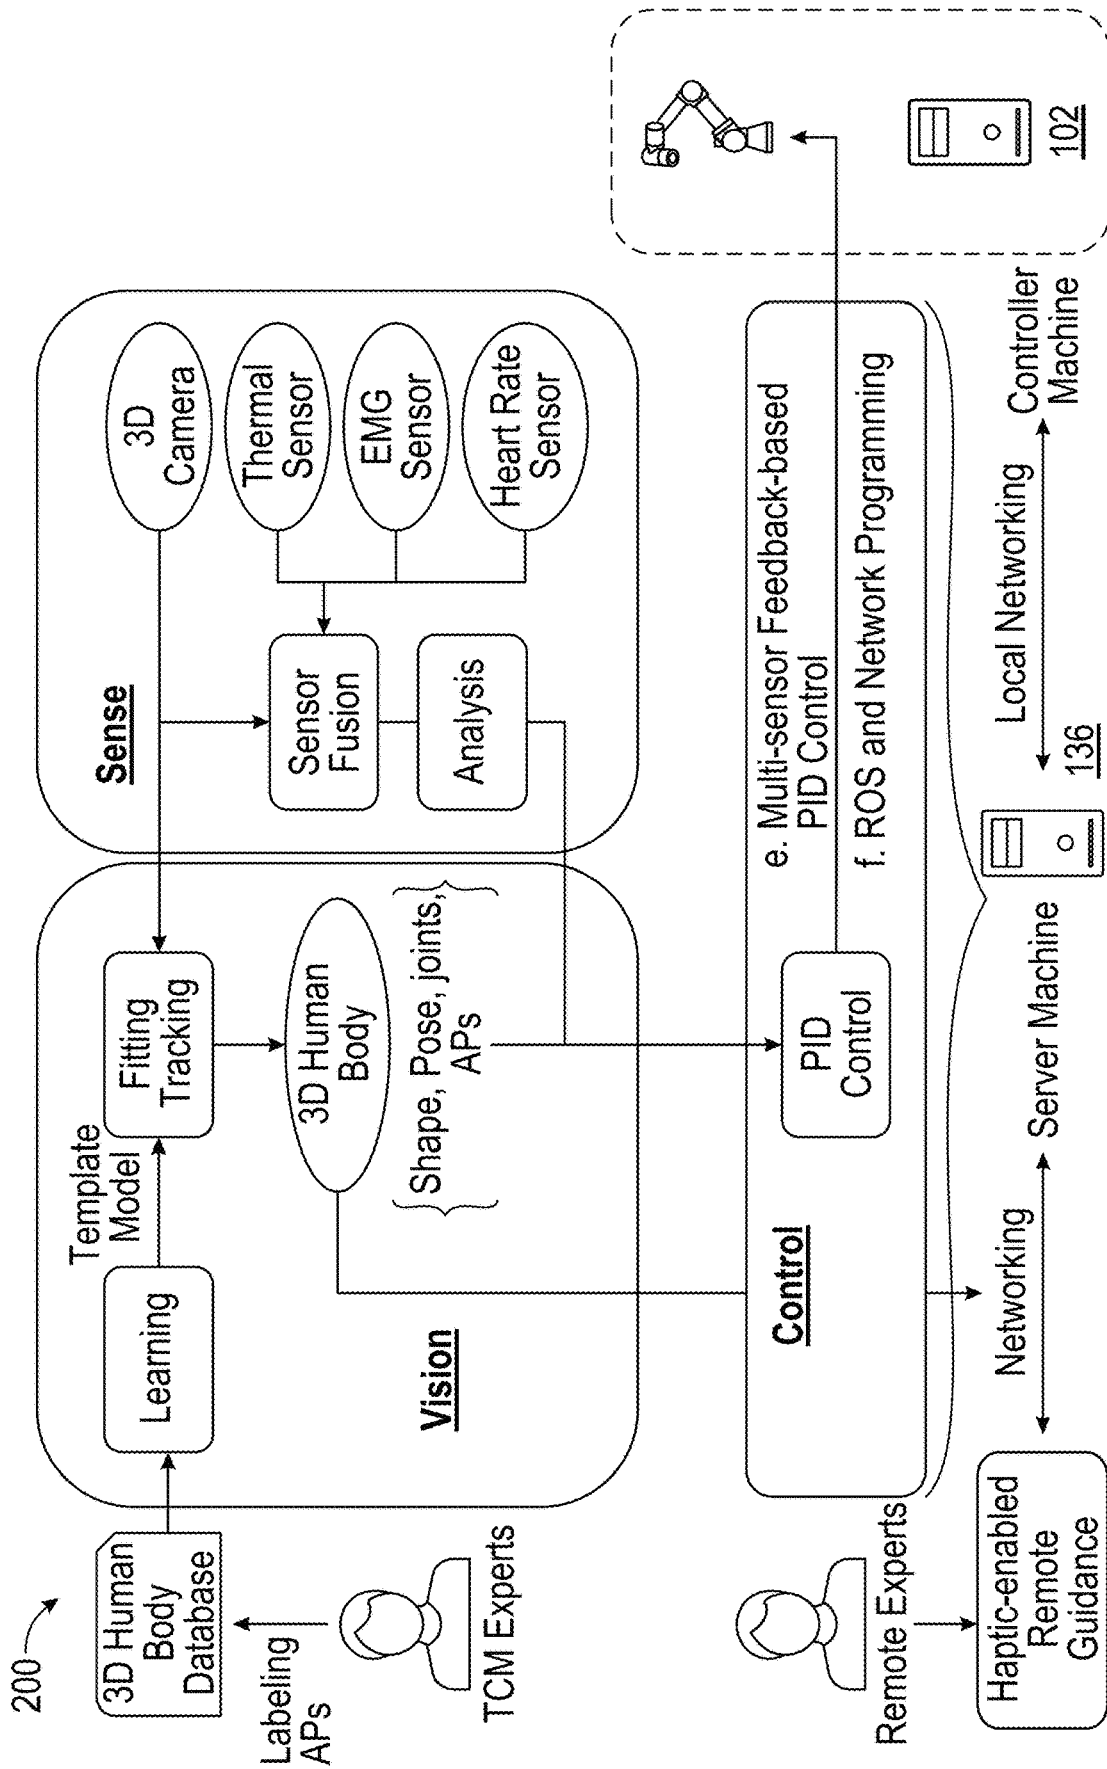 200
3D Human
Body
Database
Labeling
APs
TCM Experts
Learning
Template
Model
Fitting
Tracking
3D Human
Body
Shape, Pose, joints,
APs
Vision
Sense
3D
Camera
Thermal
Sensor
EMG
Sensor
Heart Rate
Sensor
Sensor
Fusion
Analysis
Control
PID
Control
e. Multi-sensor Feedback-based
PID Control
f. ROS and Network Programming
Remote Experts
Haptic-enabled
Remote
Guidance
Networking
Server Machine
136
Local Networking
Controller
Machine
102